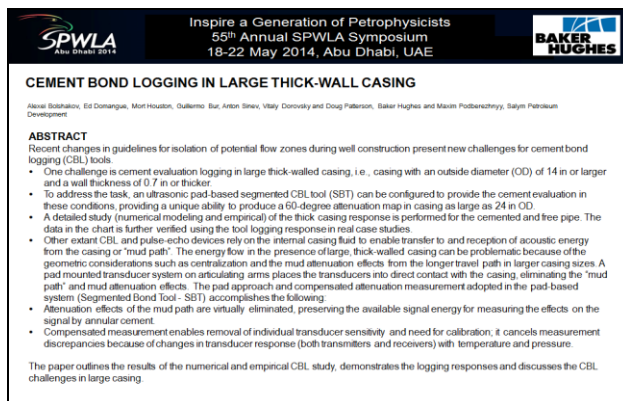 SPWLA
Abu Dhabi 2014
Inspire a Generation of Petrophysicists
55th Annual SPWLA Symposium
18-22 May 2014, Abu Dhabi, UAE
BAKER
HUGHES
CEMENT BOND LOGGING IN LARGE THICK-WALL CASING
Alexei Bolshakov, Ed Domangue, Mort Houston, Guillermo Bur, Anton Sinev, Vitaly Dorovsky and Doug Patterson, Baker Hughes and Maxim Podberezhnyy, Salym Petroleum
Development
ABSTRACT
Recent changes in guidelines for isolation of potential flow zones during well construction present new challenges for cement bond
logging (CBL) tools.
• One challenge is cement evaluation logging in large thick-walled casing, i.e., casing with an outside diameter (OD) of 14 in or larger
and a wall thickness of 0.7 in or thicker.
• To address the task, an ultrasonic pad-based segmented CBL tool (SBT) can be configured to provide the cement evaluation in
these conditions, providing a unique ability to produce a 60-degree attenuation map in casing as large as 24 in OD.
• A detailed study (numerical modeling and empirical) of the thick casing response is performed for the cemented and free pipe. The
data in the chart is further verified using the tool logging response in real case studies.
• Other extant CBL and pulse-echo devices rely on the internal casing fluid to enable transfer to and reception of acoustic energy
from the casing or "mud path". The energy flow in the presence of large, thick-walled casing can be problematic because of the
geometric considerations such as centralization and the mud attenuation effects from the longer travel path in larger casing sizes. A
pad mounted transducer system on articulating arms places the transducers into direct contact with the casing, eliminating the "mud
path" and mud attenuation effects. The pad approach and compensated attenuation measurement adopted in the pad-based
system (Segmented Bond Tool - SBT) accomplishes the following:
• Attenuation effects of the mud path are virtually eliminated, preserving the available signal energy for measuring the effects on the
signal by annular cement.
• Compensated measurement enables removal of individual transducer sensitivity and need for calibration; it cancels measurement
discrepancies because of changes in transducer response (both transmitters and receivers) with temperature and pressure.
The paper outlines the results of the numerical and empirical CBL study, demonstrates the logging responses and discusses the CBL
challenges in large casing.